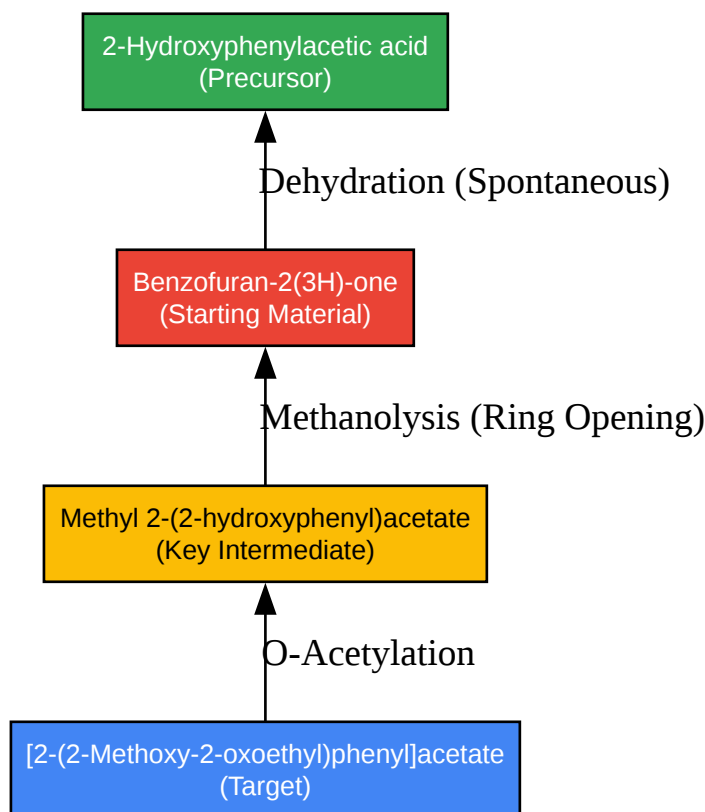 2-Hydroxyphenylacetic acid
(Precursor)
Dehydration (Spontaneous)
Benzofuran-2(3H)-one
(Starting Material)
Methanolysis (Ring Opening)
Methyl 2-(2-hydroxyphenyl)acetate
(Key Intermediate)
O-Acetylation
[2-(2-Methoxy-2-oxoethyl)phenyl]acetate
(Target)